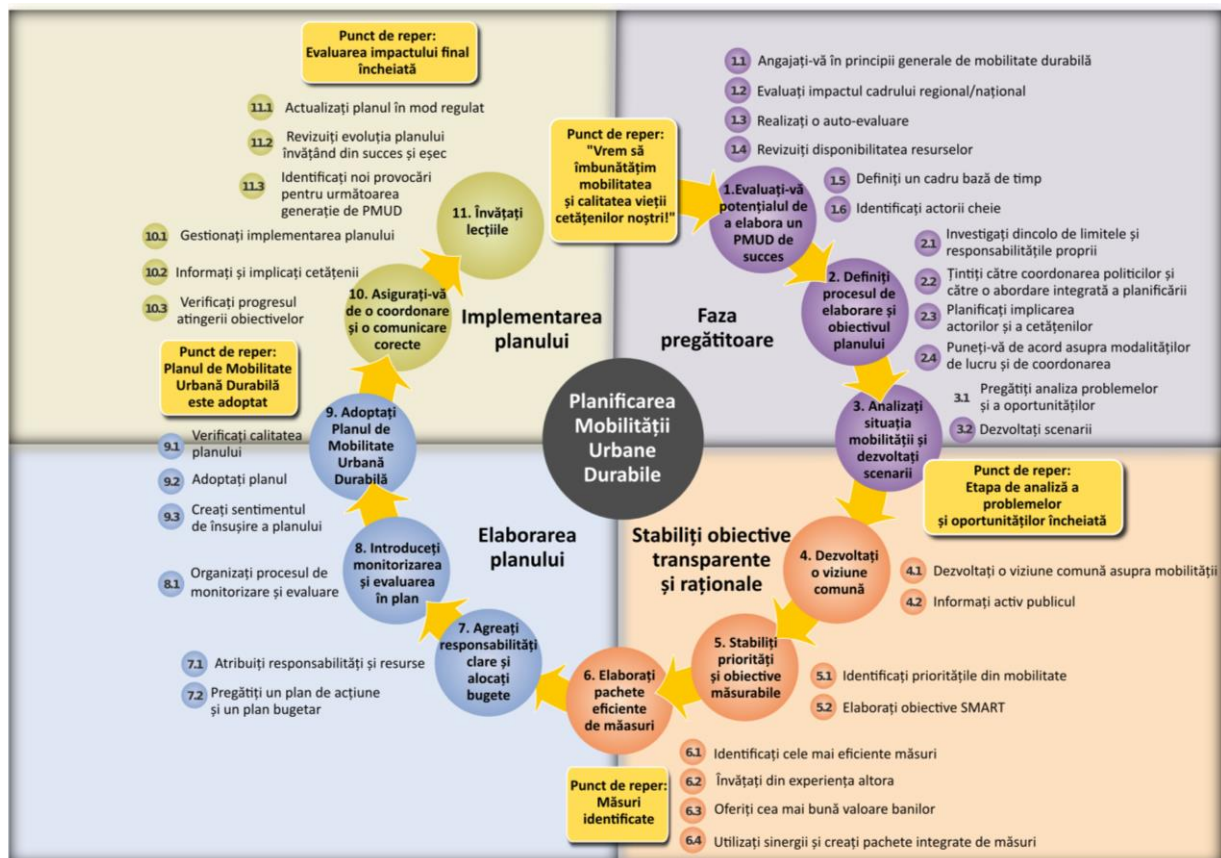 Punct de reper:
Evaluarea impactului final
încheiată
11.1 Actualizați planul în mod regulat
11.2 Revizuiți evoluția planului
învățând din succes și eșec
11.3 Identificați noi provocări
pentru următoarea
generație de PMUD
11. Învățați
lecțiile
10.1 Gestionați implementarea planului
10.2 Informați și implicați cetățenii
10.3 Verificați progresul
atingerii obiectivelor
10. Asigurați-vă
de o coordonare
și o comunicare
corecte
Implementarea
planului
Punct de reper:
"Vrem să
îmbunătățim
mobilitatea
și calitatea vieții
cetățenilor noștri!"
1.1 Angajați-vă în principii generale de mobilitate durabilă
1.2 Evaluați impactul cadrului regional/național
1.3 Realizați o auto-evaluare
1.4 Revizuiți disponibilitatea resurselor
1.5 Definiți un cadru bază de timp
1.6 Identificați actorii cheie
1.Evaluați-vă
potențialul de
a elabora un
PMUD de
succes
2.1 Investigați dincolo de limitele și
responsabilitățile proprii
2.2 Țintiți către coordonarea politicilor și
către o abordare integrată a planificării
2.3 Planificați implicarea
actorilor și a cetățenilor
2.4 Puneți-vă de acord asupra modalităților
de lucru și de coordonarea
2. Definiți
procesul de
elaborare și
obiectivul
planului
Faza
pregătitoare
3.1 Pregătiți analiza problemelor
și a oportunităților
3.2 Dezvoltați scenarii
3. Analizați
situația
mobilității și
dezvoltați
scenarii
Punct de reper:
Etapa de analiză a
problemelor
și oportunităților încheiată
Planificarea
Mobilității
Urbane
Durabile
Punct de reper:
Planul de Mobilitate
Urbană Durabilă
este adoptat
9. Adoptați
Planul de
Mobilitate
Urbană
Durabilă
9.1 Verificați calitatea
planului
9.2 Adoptați planul
9.3 Creați sentimentul
de însușire a planului
Elaborarea
planului
8. Introduceți
monitorizarea
și evaluarea
în plan
8.1 Organizați procesul de
monitorizare și evaluare
7. Agreați
responsabilități
clare și
alocați
bugete
7.1 Atribuiți responsabilități și resurse
7.2 Pregătiți un plan de acțiune
și un plan bugetar
Stabiliți obiective
transparente
și raționale
4. Dezvoltați
o viziune
comună
4.1 Dezvoltați o viziune comună asupra mobilității
4.2 Informați activ publicul
5. Stabiliți
priorități
și obiective
măsurabile
5.1 Identificați prioritățile din mobilitate
5.2 Elaborați obiective SMART
6. Elaborați
pachete
eficiente
de măasuri
6.1 Identificați cele mai eficiente măsuri
6.2 Învățați din experiența altora
6.3 Oferiți cea mai bună valoare banilor
6.4 Utilizați sinergii și creați pachete integrate de măsuri
Punct de reper:
Măsuri
identificate